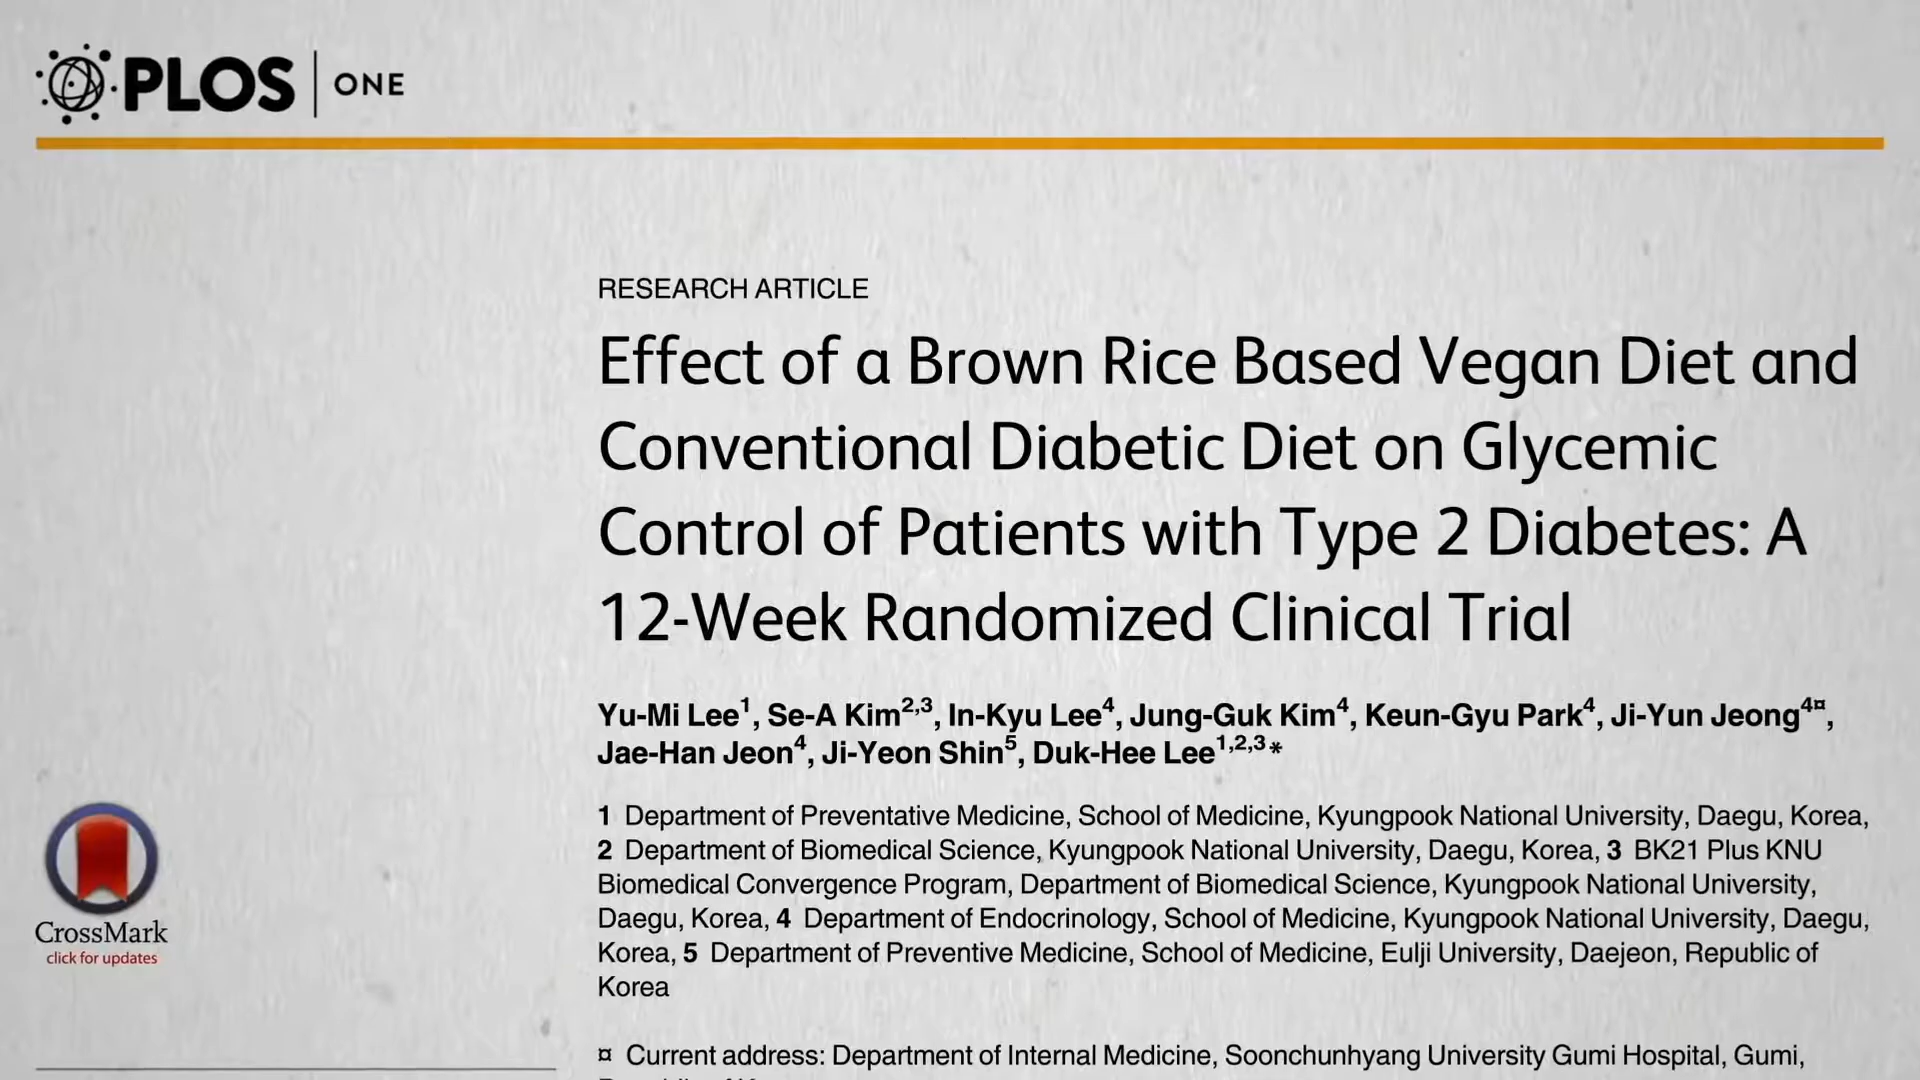 PLOS | ONE
RESEARCH ARTICLE
Effect of a Brown Rice Based Vegan Diet and
Conventional Diabetic Diet on Glycemic
Control of Patients with Type 2 Diabetes: A
12-Week Randomized Clinical Trial
Yu-Mi Lee1, Se-A Kim2,3, In-Kyu Lee4, Jung-Guk Kim4, Keun-Gyu Park4, Ji-Yun Jeong4¤,
Jae-Han Jeon4, Ji-Yeon Shin5, Duk-Hee Lee1,2,3*
1 Department of Preventative Medicine, School of Medicine, Kyungpook National University, Daegu, Korea,
2 Department of Biomedical Science, Kyungpook National University, Daegu, Korea, 3 BK21 Plus KNU
Biomedical Convergence Program, Department of Biomedical Science, Kyungpook National University,
Daegu, Korea, 4 Department of Endocrinology, School of Medicine, Kyungpook National University, Daegu,
Korea, 5 Department of Preventive Medicine, School of Medicine, Eulji University, Daejeon, Republic of
Korea
CrossMark
click for updates
¤ Current address: Department of Internal Medicine, Soonchunhyang University Gumi Hospital, Gumi,